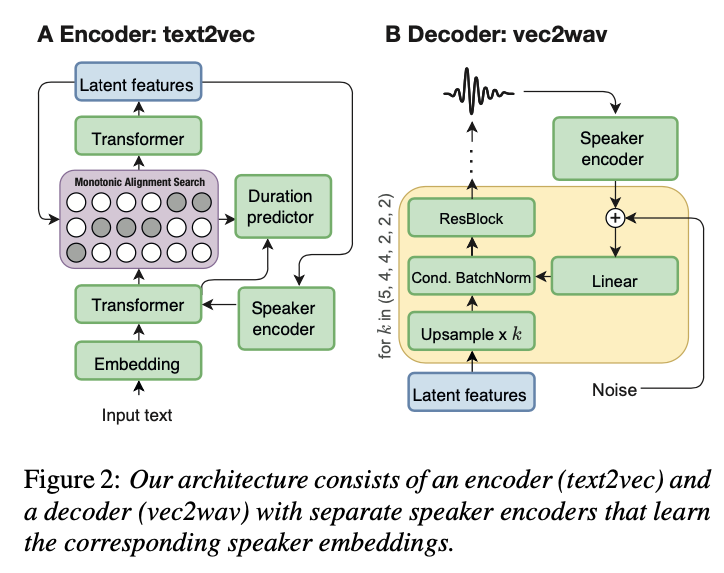 A Encoder: text2vec
Latent features
Transformer
Monotonic Alignment Search
Duration
predictor
Transformer
Speaker
encoder
Embedding
Input text
B Decoder: vec2wav
Speaker
encoder
for k in (5, 4, 4, 2, 2, 2)
ResBlock
+
Cond. BatchNorm
Linear
Upsample x k
Latent features
Noise
Figure 2: Our architecture consists of an encoder (text2vec) and
a decoder (vec2wav) with separate speaker encoders that learn
the corresponding speaker embeddings.